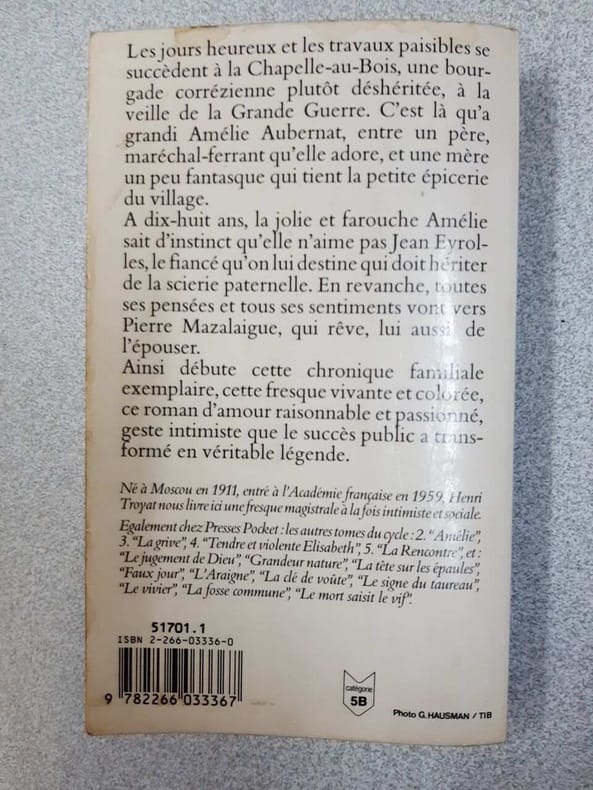 Les jours heureux et les travaux paisibles se
succèdent à la Chapelle-au-Bois, une bour-
gade corrézienne plutôt déshéritée, à la
veille de la Grande Guerre. C'est là qu'a
grandi Amélie Aubernat, entre un père,
maréchal-ferrant qu'elle adore, et une mère
un peu fantasque qui tient la petite épicerie
du village.
A dix-huit ans, la jolie et farouche Amélie
sait d'instinct qu'elle n'aime pas Jean Eyrol-
les, le fiancé qu'on lui destine qui doit hériter
de la scierie paternelle. En revanche, toutes
ses pensées et tous ses sentiments vont vers
Pierre Mazalaigue, qui rêve, lui aussi de
l'épouser.
Ainsi débute cette chronique familiale
exemplaire, cette fresque vivante et colorée,
ce roman d'amour raisonnable et passionné,
geste intimiste que le succès public a trans-
formé en véritable légende.
Né à Moscou en 1911, entré à l'Académie française en 1959, Henri
Troyat nous livre ici une fresque magistrale à la fois intimiste et sociale.
Egalement chez Presses Pocket : les autres tomes du cycle : 2. "Amélie",
3. "La grive", 4. "Tendre et violente Elisabeth", 5. "La Rencontre", et :
"Le jugement de Dieu", "Grandeur nature", "La tête sur les épaules",
"Faux jour", "L'Araigne", "La clé de voûte", "Le signe du taureau",
"Le vivier", "La fosse commune", "Le mort saisit le vif".
51701.1
ISBN 2-266-03336-0
9 782266 033367
catégorie
5B
Photo G. HAUSMAN / TIB